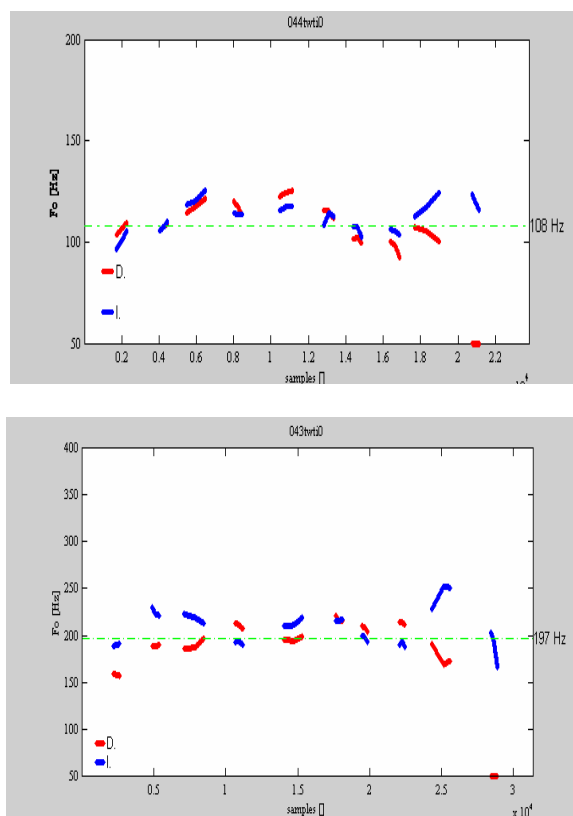 044twti0
200
150
100
50
Fo [Hz]
108 Hz
D.
I.
0.2 0.4 0.6 0.8 1 1.2 1.4 1.6 1.8 2 2.2
samples []
043twti0
400
350
300
250
200
150
100
50
Fo [Hz]
197 Hz
D.
I.
0.5 1 1.5 2 2.5 3
samples []
x 10⁴